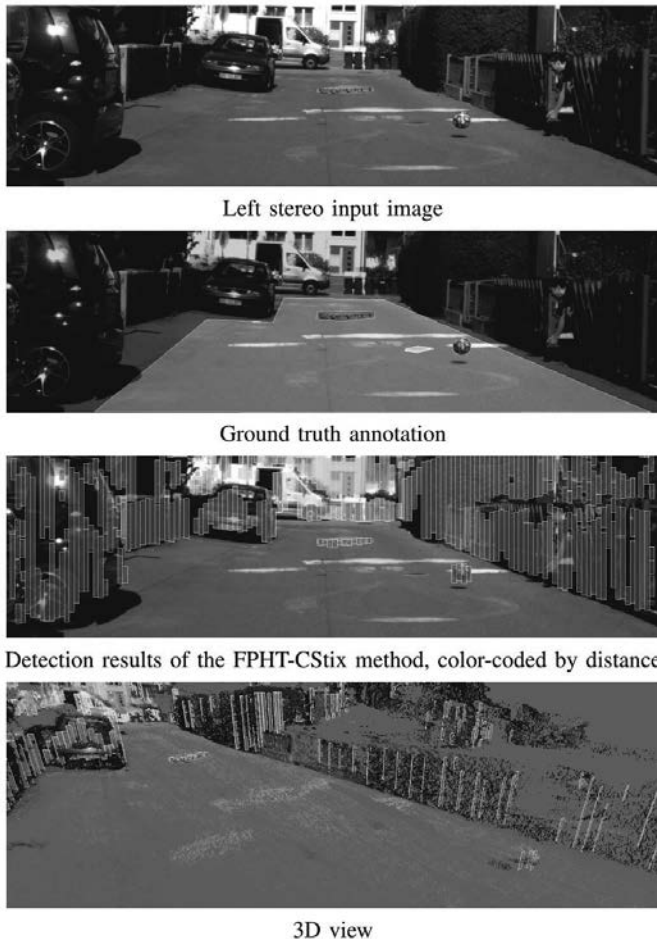 Left stereo input image
Ground truth annotation
Detection results of the FPHT-CStix method, color-coded by distance
3D view